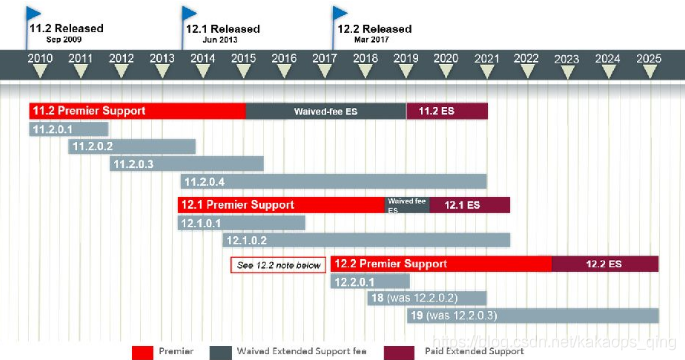 11.2 Released
Sep 2009
12.1 Released
Jun 2013
12.2 Released
Mar 2017
2010 2011 2012 2013 2014 2015 2016 2017 2018 2019 2020 2021 2022 2023 2024 2025
11.2 Premier Support Waived-fee ES 11.2 ES
11.2.0.1
11.2.0.2
11.2.0.3
11.2.0.4
12.1 Premier Support Waived fee ES 12.1 ES
12.1.0.1
12.1.0.2
See 12.2 note below 12.2 Premier Support 12.2 ES
12.2.0.1
18 (was 12.2.0.2)
19 (was 12.2.0.3)
https://blog.csdn.net/kakaops_qing
Premier Waived Extended Support fee Paid Extended Support